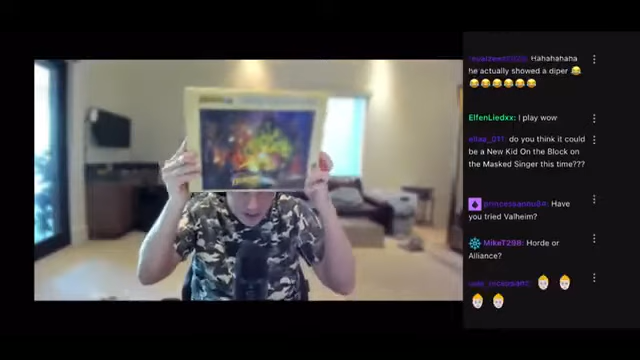 Hahahahaha
he actually showed a diper 😂
😂😂😂😂😂😂
ElfenLiedxx: I play wow
do you think it could
be a New Kid On the Block on
the Masked Singer this time???
Have
you tried Valheim?
MikeT298: Horde or
Alliance?